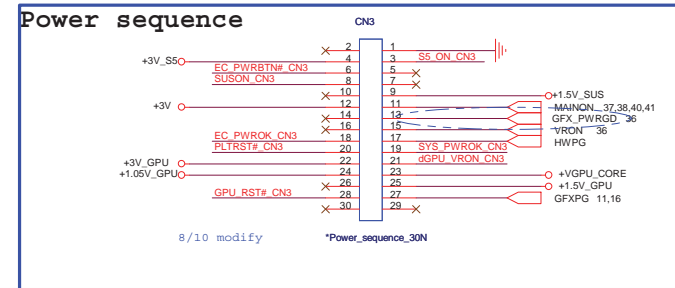 Power sequence
CN3
2 1
+3V_S5 4 3 S5_ON_CN3
EC_PWRBTN#_CN3 6 5
SUSON_CN3 8 7
10 9 +1.5V_SUS
+3V 12 11 MAINON 37,38,40,41
14 13 GFX_PWRGD 36
16 15 VRON 36
EC_PWROK_CN3 18 17 HWPG
PLTRST#_CN3 20 19 SYS_PWROK_CN3
+3V_GPU 22 21 dGPU_VRON_CN3
+1.05V_GPU 24 23 +VGPU_CORE
26 25 +1.5V_GPU
GPU_RST#_CN3 28 27 GFXPG 11,16
30 29
8/10 modify *Power_sequence_30N